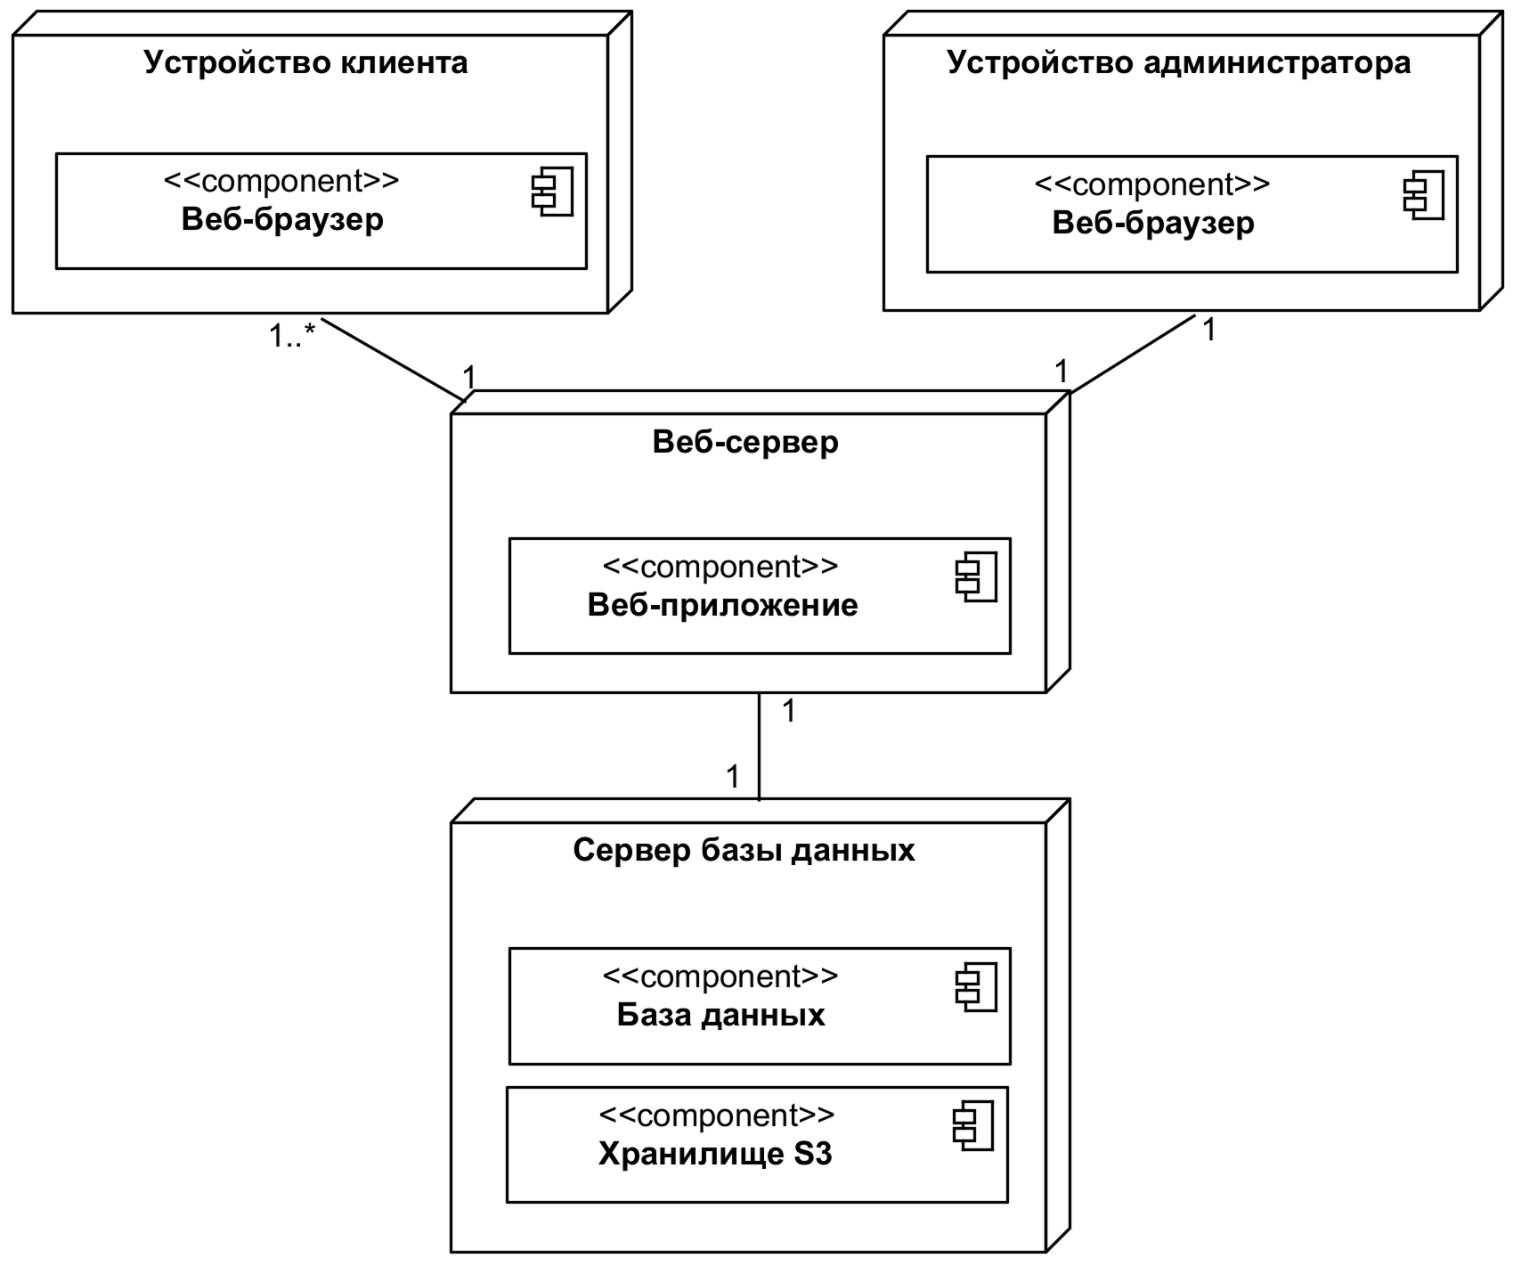 Устройство клиента
<<component>>
Веб-браузер
Устройство администратора
<<component>>
Веб-браузер
1..*
1
1
1
Веб-сервер
<<component>>
Веб-приложение
1
1
Сервер базы данных
<<component>>
База данных
<<component>>
Хранилище S3